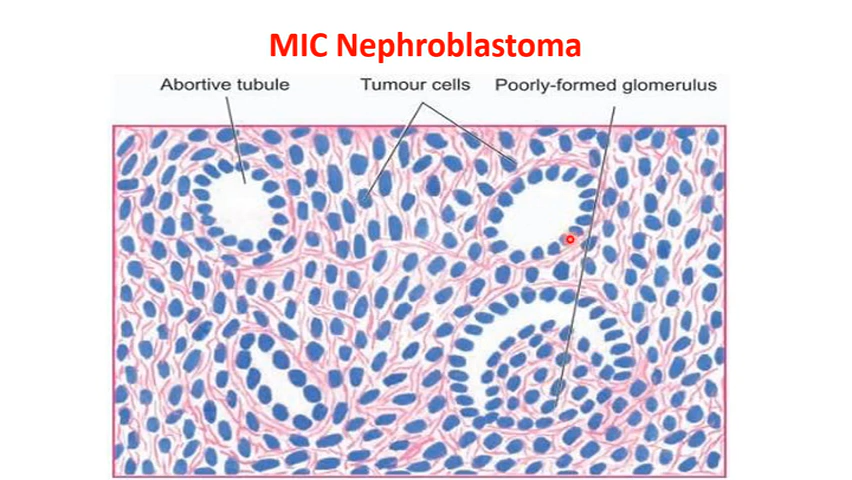 MIC Nephroblastoma
Abortive tubule
Tumour cells
Poorly-formed glomerulus